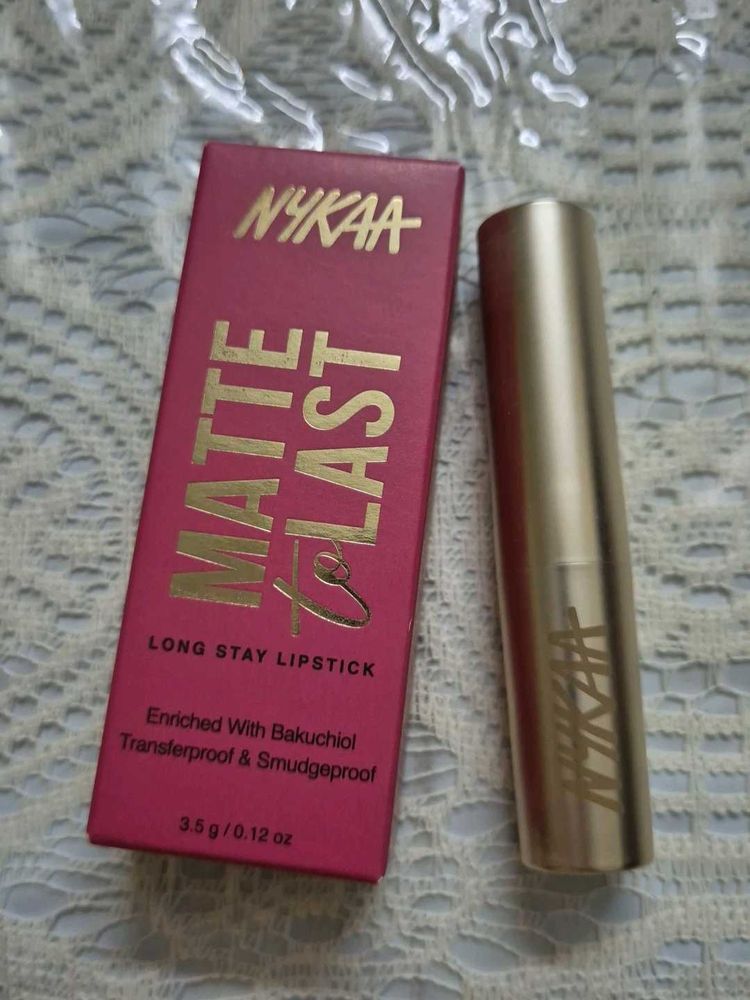 NYKAA
MATTE
to LAST
LONG STAY LIPSTICK
Enriched With Bakuchiol
Transferproof & Smudgeproof
3.5 g / 0.12 oz
NYKAA